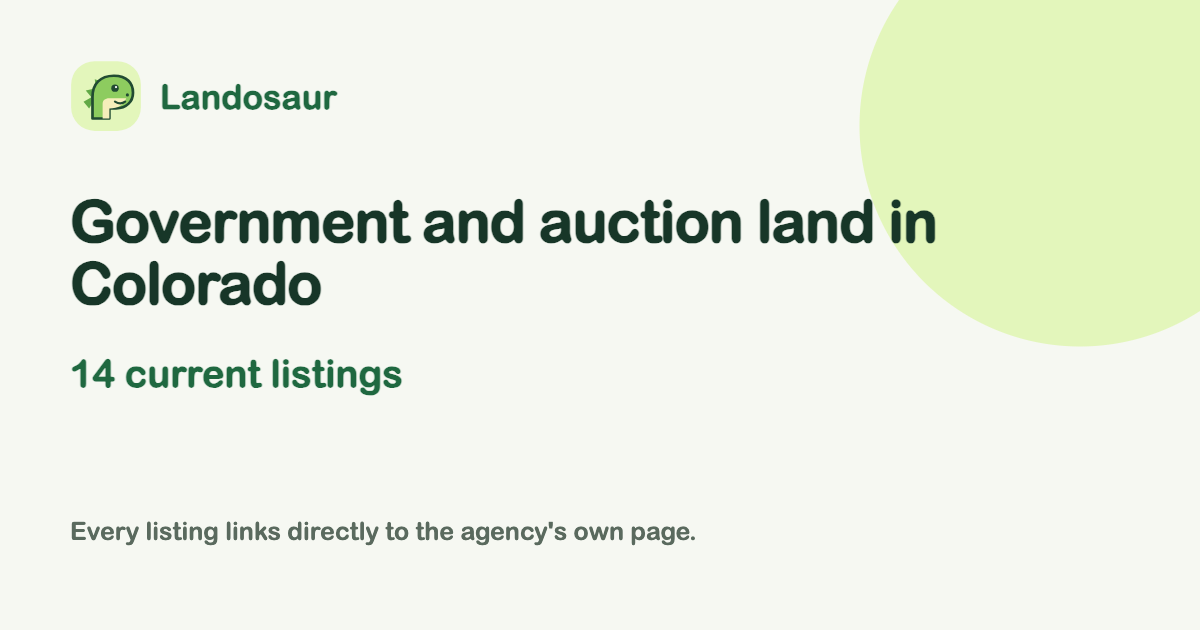 Landosaur
Government and auction land in
Colorado
14 current listings
Every listing links directly to the agency's own page.